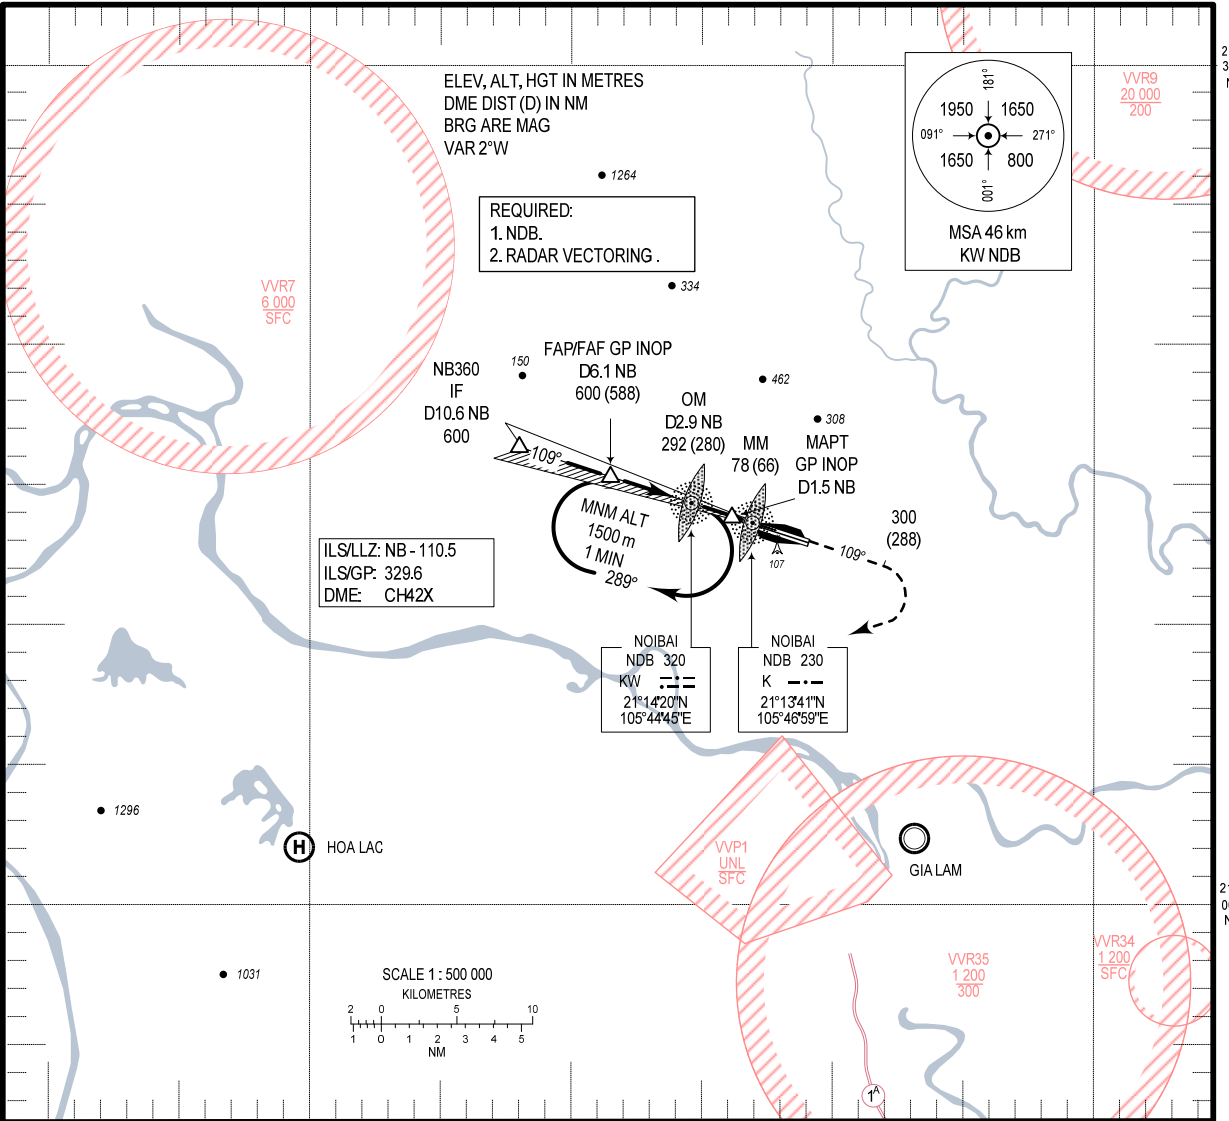 ELEV, ALT, HGT IN METRES
DME DIST (D) IN NM
BRG ARE MAG
VAR 2°W
REQUIRED:
1. NDB.
2. RADAR VECTORING .
181°
1950
1650
091°
271°
1650
800
001°
MSA 46 km
KW NDB
VVR9
20 000
200
1264
334
VVR7
6 000
SFC
NB360
IF
D10.6 NB
600
150
FAP/FAF GP INOP
D6.1 NB
600 (588)
462
308
OM
D2.9 NB
292 (280)
MM
78 (66)
MAPT
GP INOP
D1.5 NB
109°
MNM ALT
1500 m
1 MIN
289°
107
109°
300
(288)
ILS/LLZ: NB - 110.5
ILS/GP: 329.6
DME: CH42X
NOIBAI
NDB 320
KW
21°14'20"N
105°44'45"E
NOIBAI
NDB 230
K
21°13'41"N
105°46'59"E
1296
H
HOA LAC
VVP1
UNL
SFC
GIA LAM
1031
SCALE 1 : 500 000
KILOMETRES
2 0 5 10
1 0 1 2 3 4 5
NM
VVR35
1 200
300
VVR34
1 200
SFC
1A